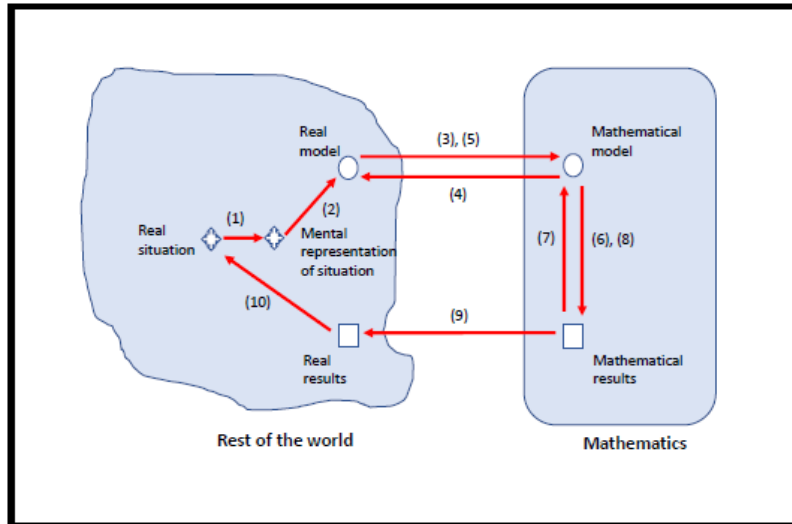 Real
model
(3), (5)
Mathematical
model
(4)
(1)
(2)
Real
situation
Mental
representation
of situation
(7)
(6), (8)
(10)
(9)
Real
results
Mathematical
results
Rest of the world
Mathematics